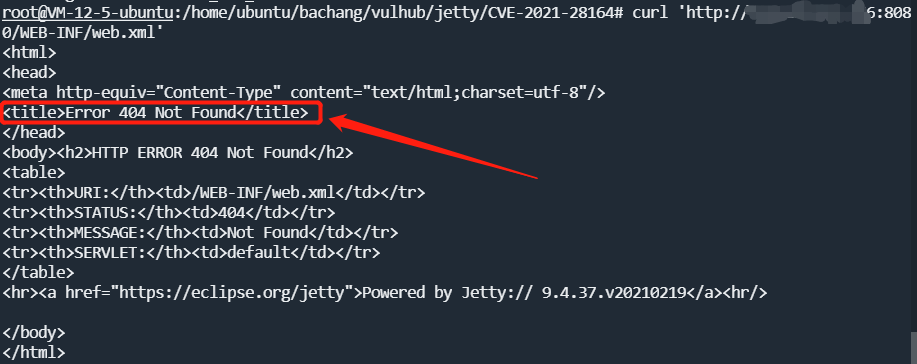 root@VM-12-5-ubuntu:/home/ubuntu/bachang/vulhub/jetty/CVE-2021-28164# curl 'http://6:808
0/WEB-INF/web.xml'
<html>
<head>
<meta http-equiv="Content-Type" content="text/html;charset=utf-8"/>
<title>Error 404 Not Found</title>
</head>
<body><h2>HTTP ERROR 404 Not Found</h2>
<table>
<tr><th>URI:</th><td>/WEB-INF/web.xml</td></tr>
<tr><th>STATUS:</th><td>404</td></tr>
<tr><th>MESSAGE:</th><td>Not Found</td></tr>
<tr><th>SERVLET:</th><td>default</td></tr>
</table>
<hr><a href="https://eclipse.org/jetty">Powered by Jetty:// 9.4.37.v20210219</a><hr/>
</body>
</html>